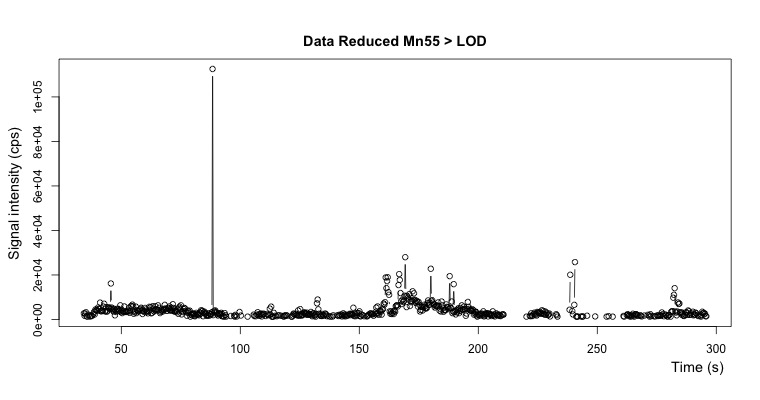 Data Reduced Mn55 > LOD
Signal intensity (cps)
1e+05
8e+04
6e+04
4e+04
2e+04
0e+00
50 100 150 200 250 300
Time (s)